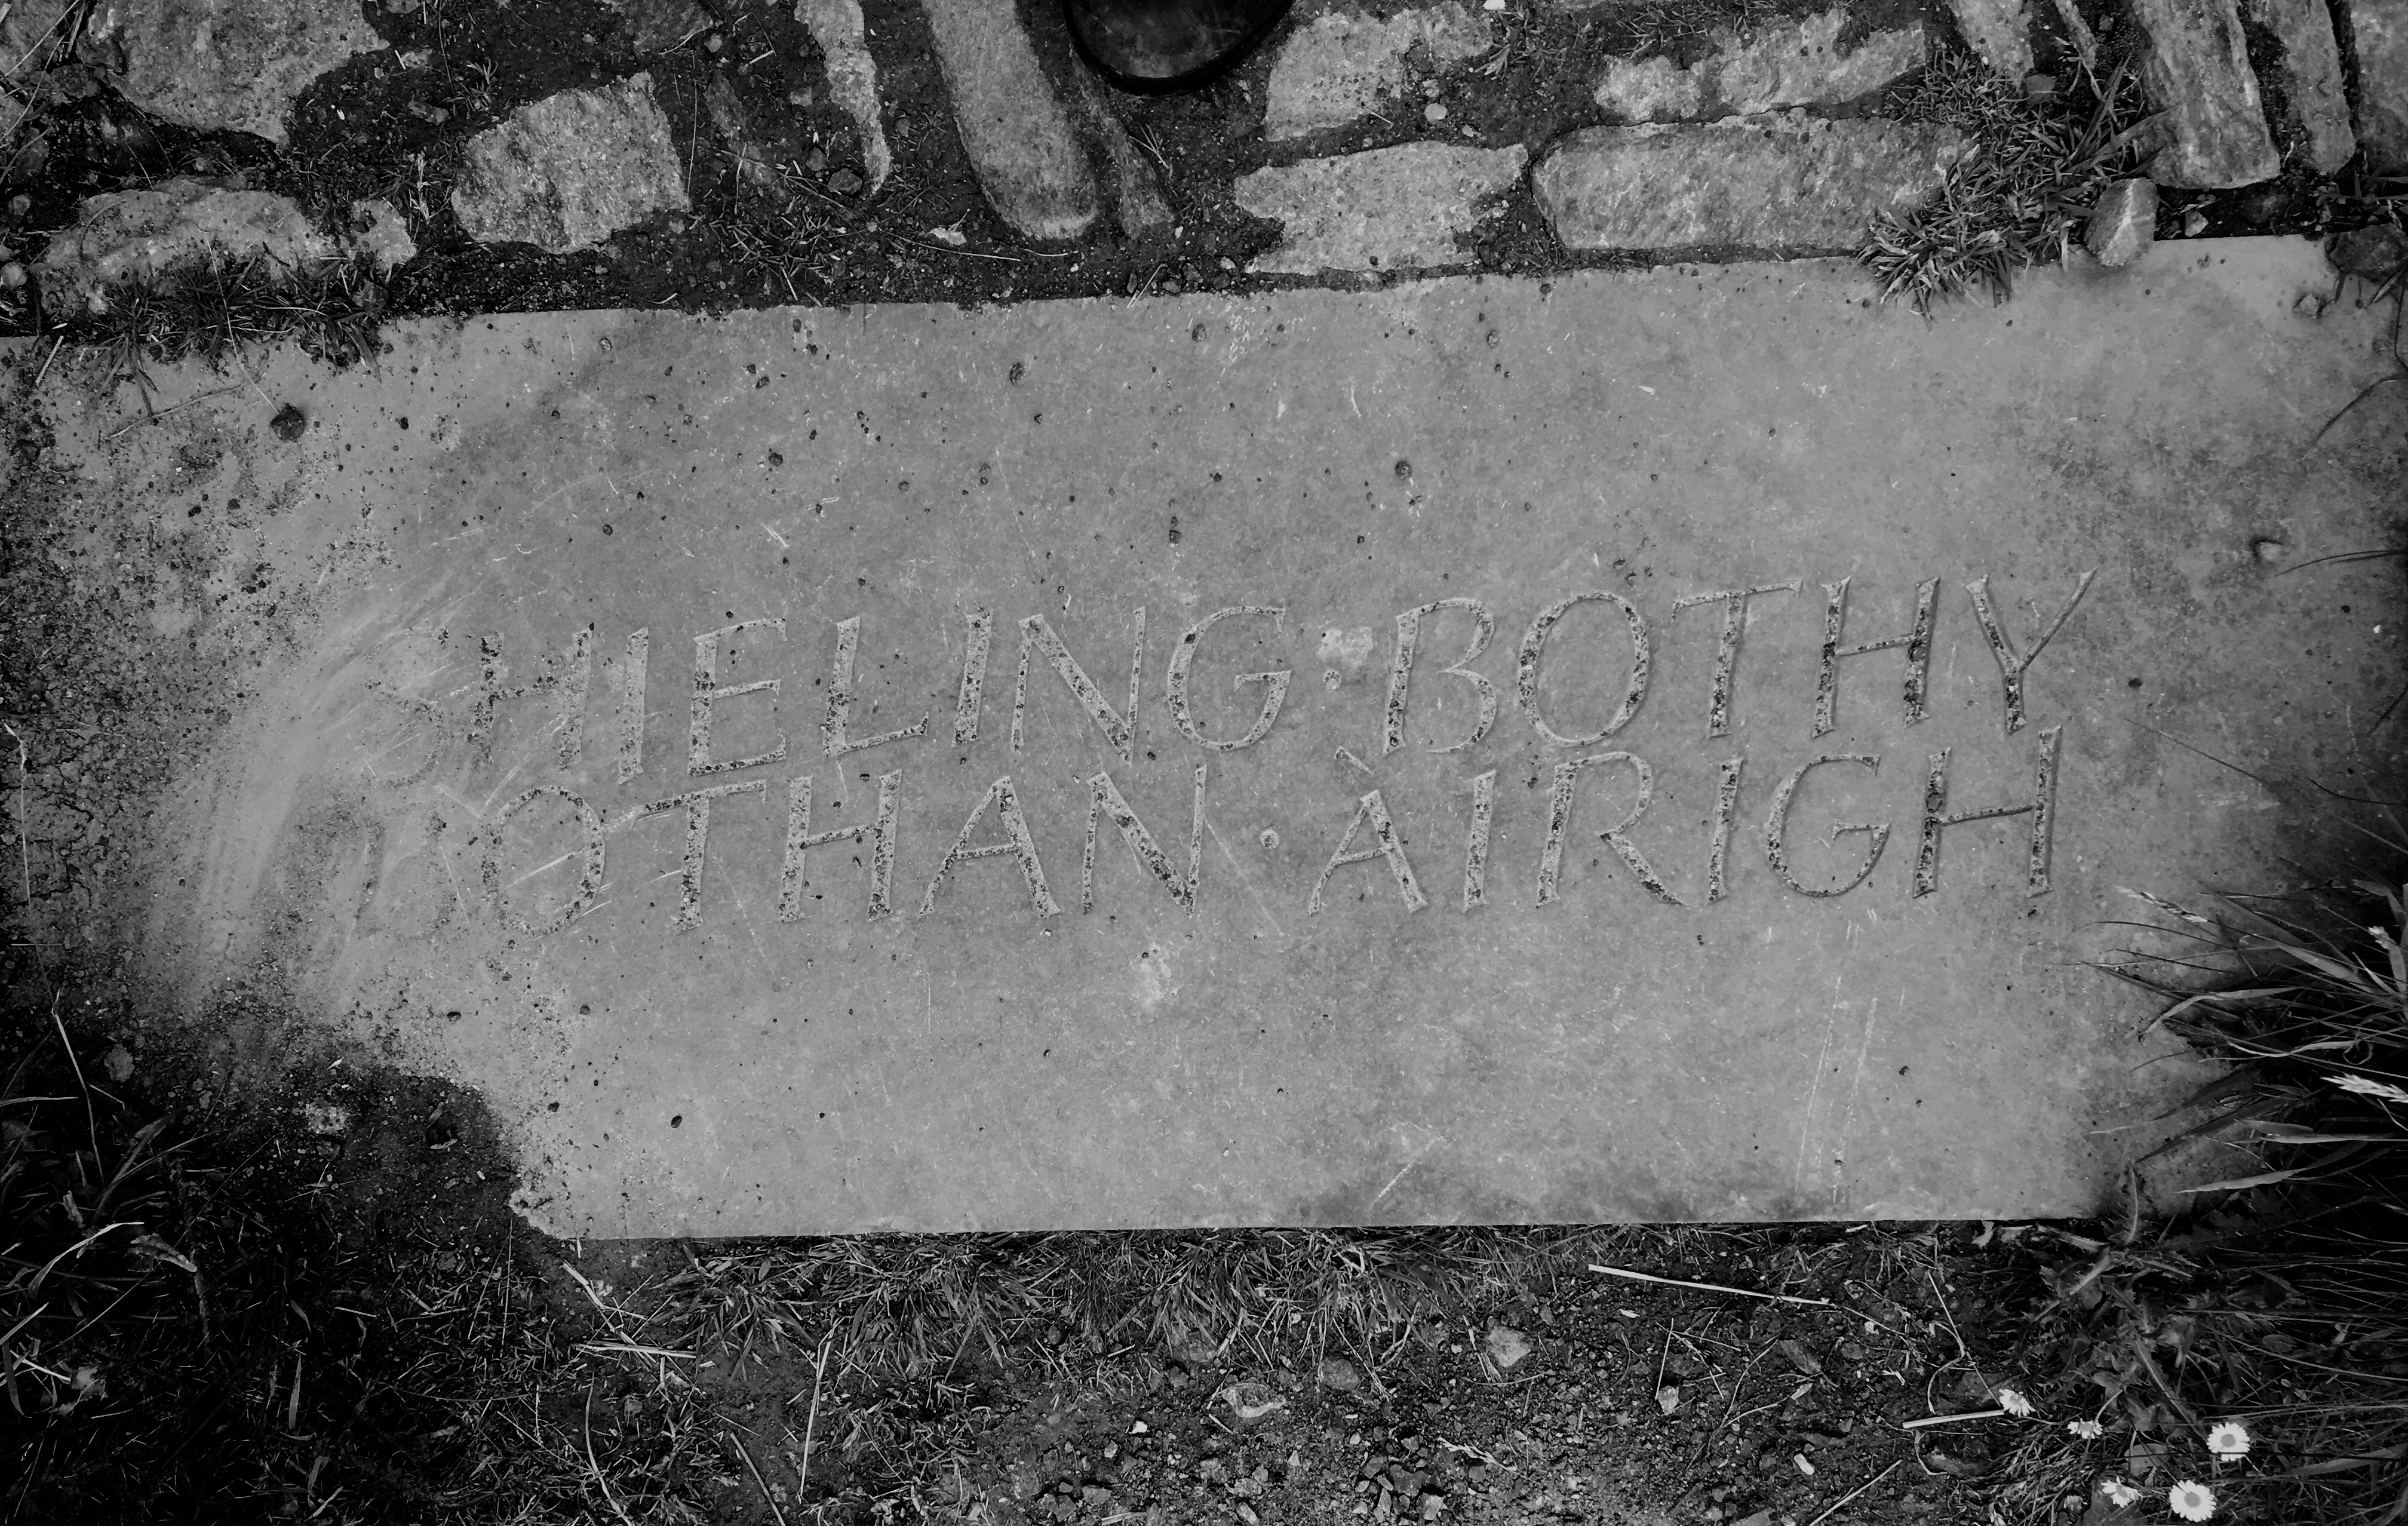 SHIELING · BOTHY
BOTHAN · ÀIRIGH